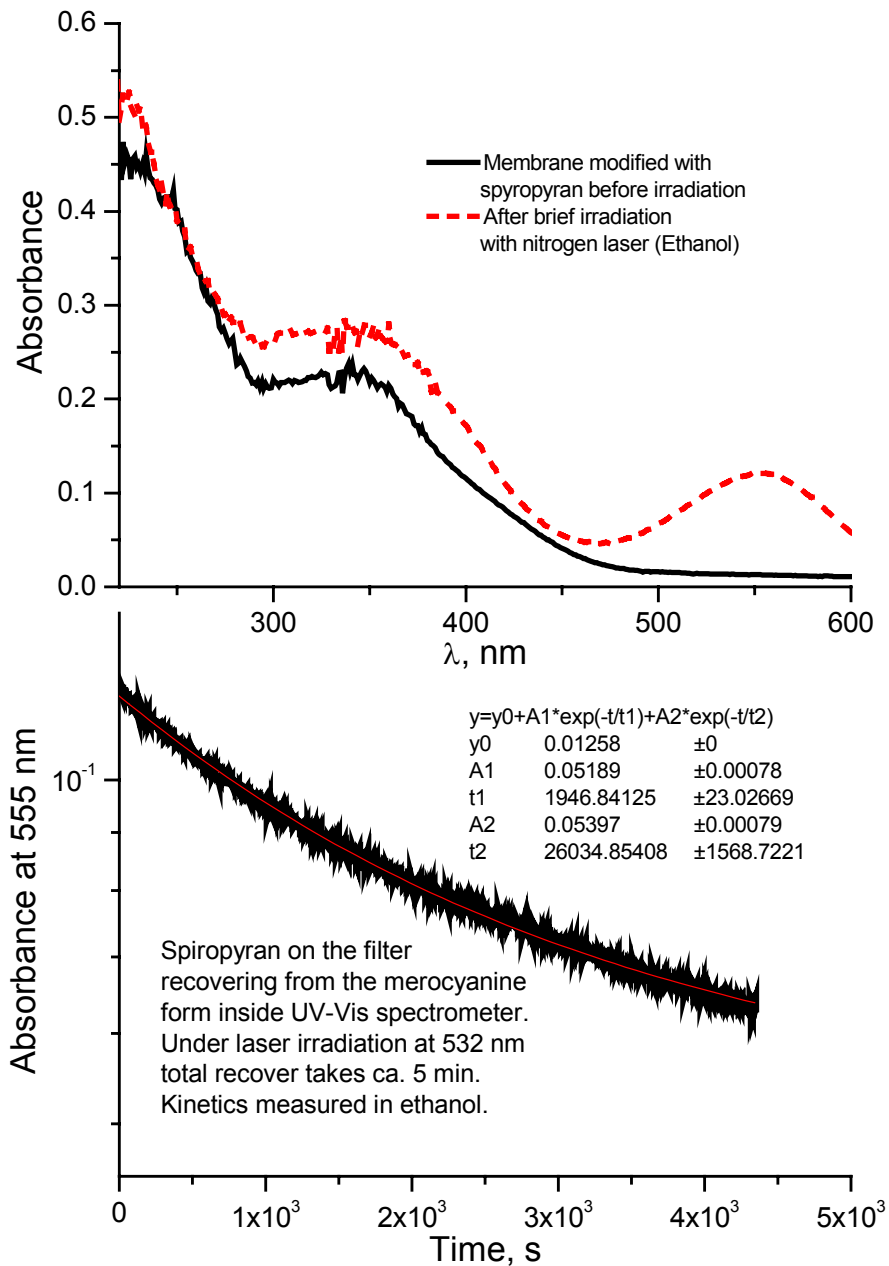 0.6
0.5
0.4
0.3
0.2
0.1
0.0
Absorbance
Membrane modified with
spyropyran before irradiation
After brief irradiation
with nitrogen laser (Ethanol)
300
400
500
600
λ, nm
Absorbance at 555 nm
10⁻¹
y=y0+A1*exp(-t/t1)+A2*exp(-t/t2)
y0 0.01258 ±0
A1 0.05189 ±0.00078
t1 1946.84125 ±23.02669
A2 0.05397 ±0.00079
t2 26034.85408 ±1568.7221
Spiropyran on the filter
recovering from the merocyanine
form inside UV-Vis spectrometer.
Under laser irradiation at 532 nm
total recover takes ca. 5 min.
Kinetics measured in ethanol.
0
1x10³
2x10³
3x10³
4x10³
5x10³
Time, s